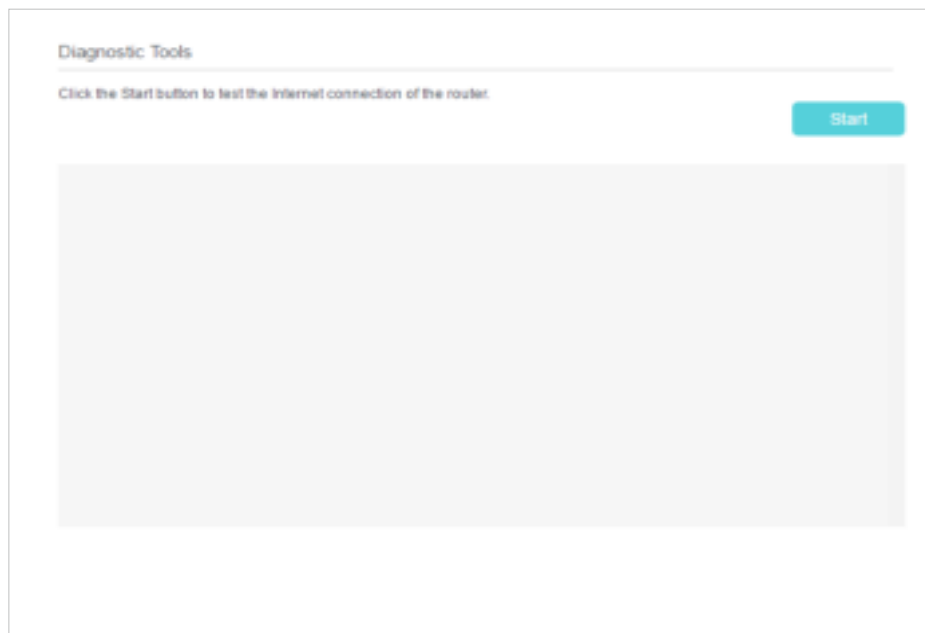 Diagnostic Tools
Click the Start button to test the Internet connection of the router.
Start